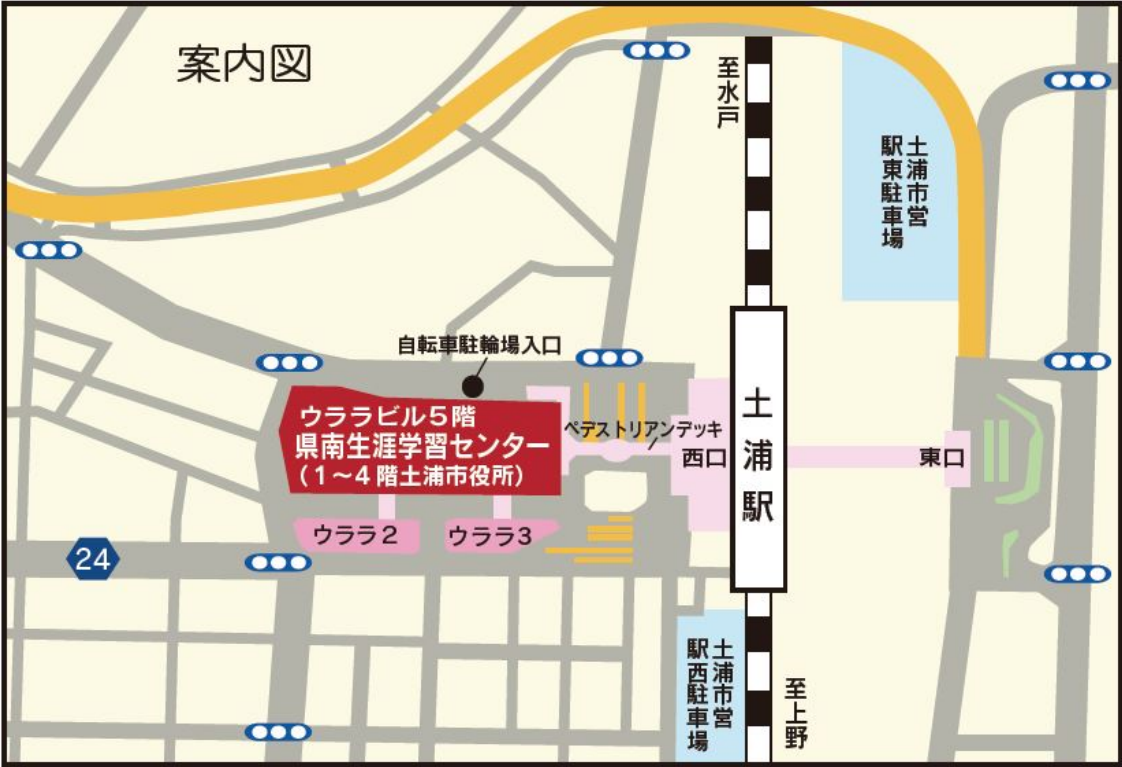 案内図
至水戸
土浦市営
駅東駐車場
自転車駐輪場入口
ウララビル5階
県南生涯学習センター
(1~4階土浦市役所)
ペデストリアンデッキ
西口
土浦駅
東口
ウララ2
ウララ3
24
土浦市営
駅西駐車場
至上野